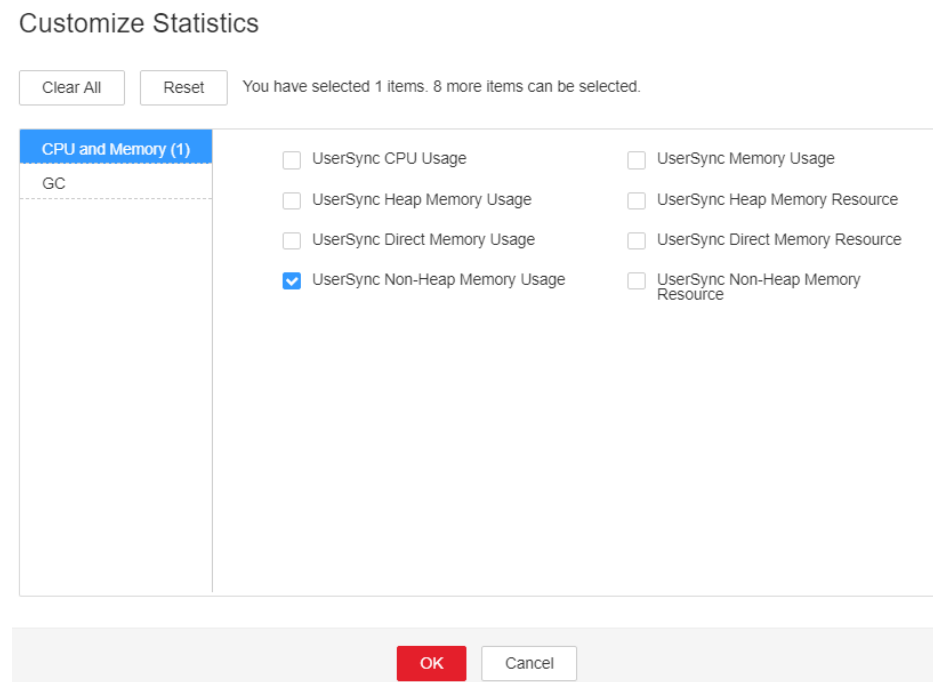 Customize Statistics
Clear All Reset You have selected 1 items. 8 more items can be selected.
CPU and Memory (1)
GC
UserSync CPU Usage UserSync Memory Usage
UserSync Heap Memory Usage UserSync Heap Memory Resource
UserSync Direct Memory Usage UserSync Direct Memory Resource
UserSync Non-Heap Memory Usage UserSync Non-Heap Memory
Resource
OK Cancel